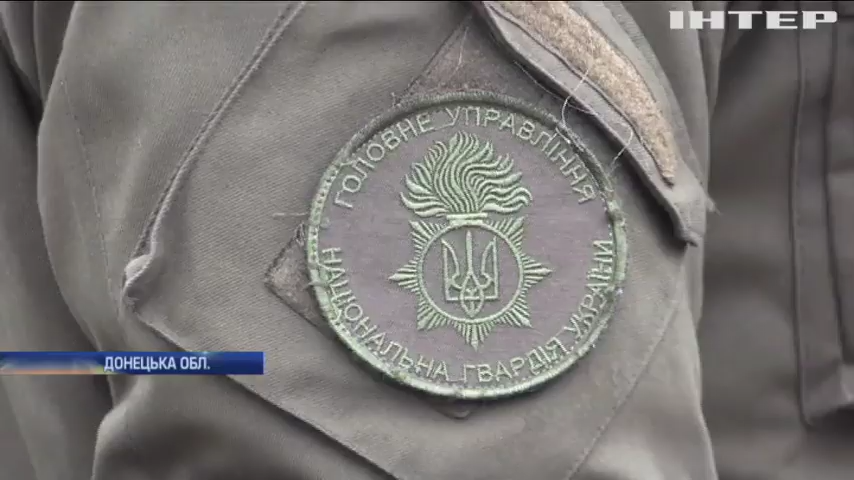 ІНТЕР
ГОЛОВНЕ УПРАВЛІННЯ
НАЦІОНАЛЬНА ГВАРДІЯ УКРАЇНИ
ДОНЕЦЬКА ОБЛ.